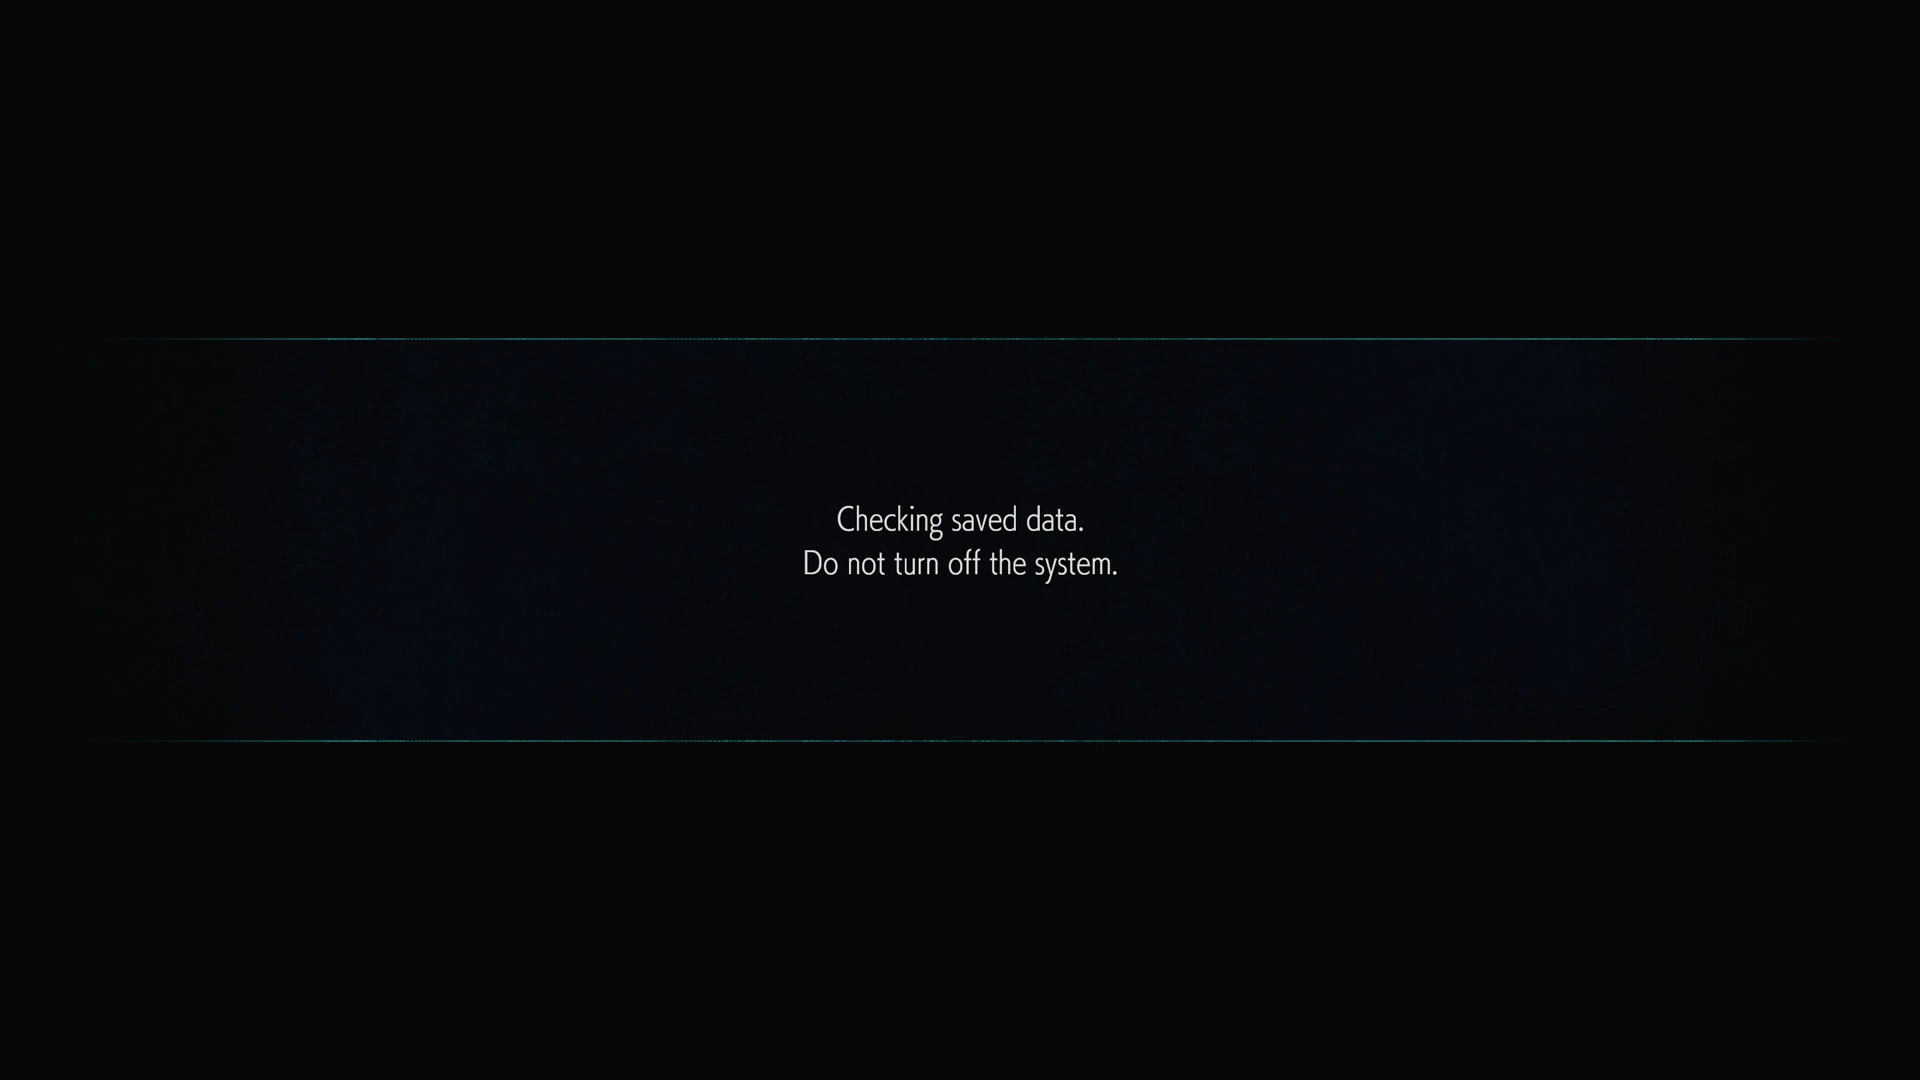 Checking saved data.
Do not turn off the system.